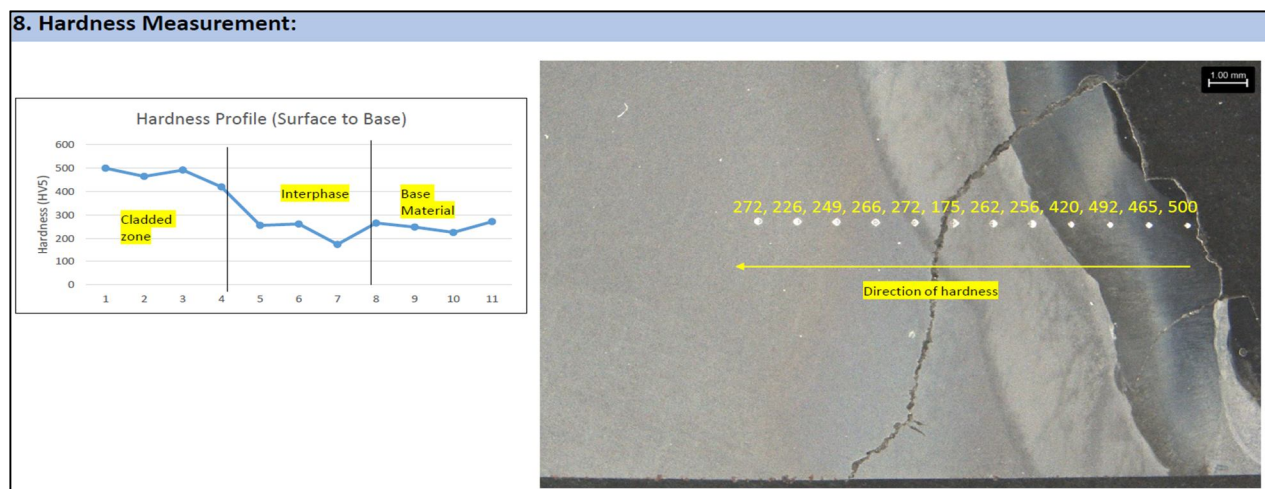 8. Hardness Measurement:
Hardness Profile (Surface to Base)
Hardness (HV5)
600
500
400
300
200
100
0
Cladded
zone
Interphase
Base
Material
1 2 3 4 5 6 7 8 9 10 11
1.00 mm
272, 226, 249, 266, 272, 175, 262, 256, 420, 492, 465, 500
Direction of hardness